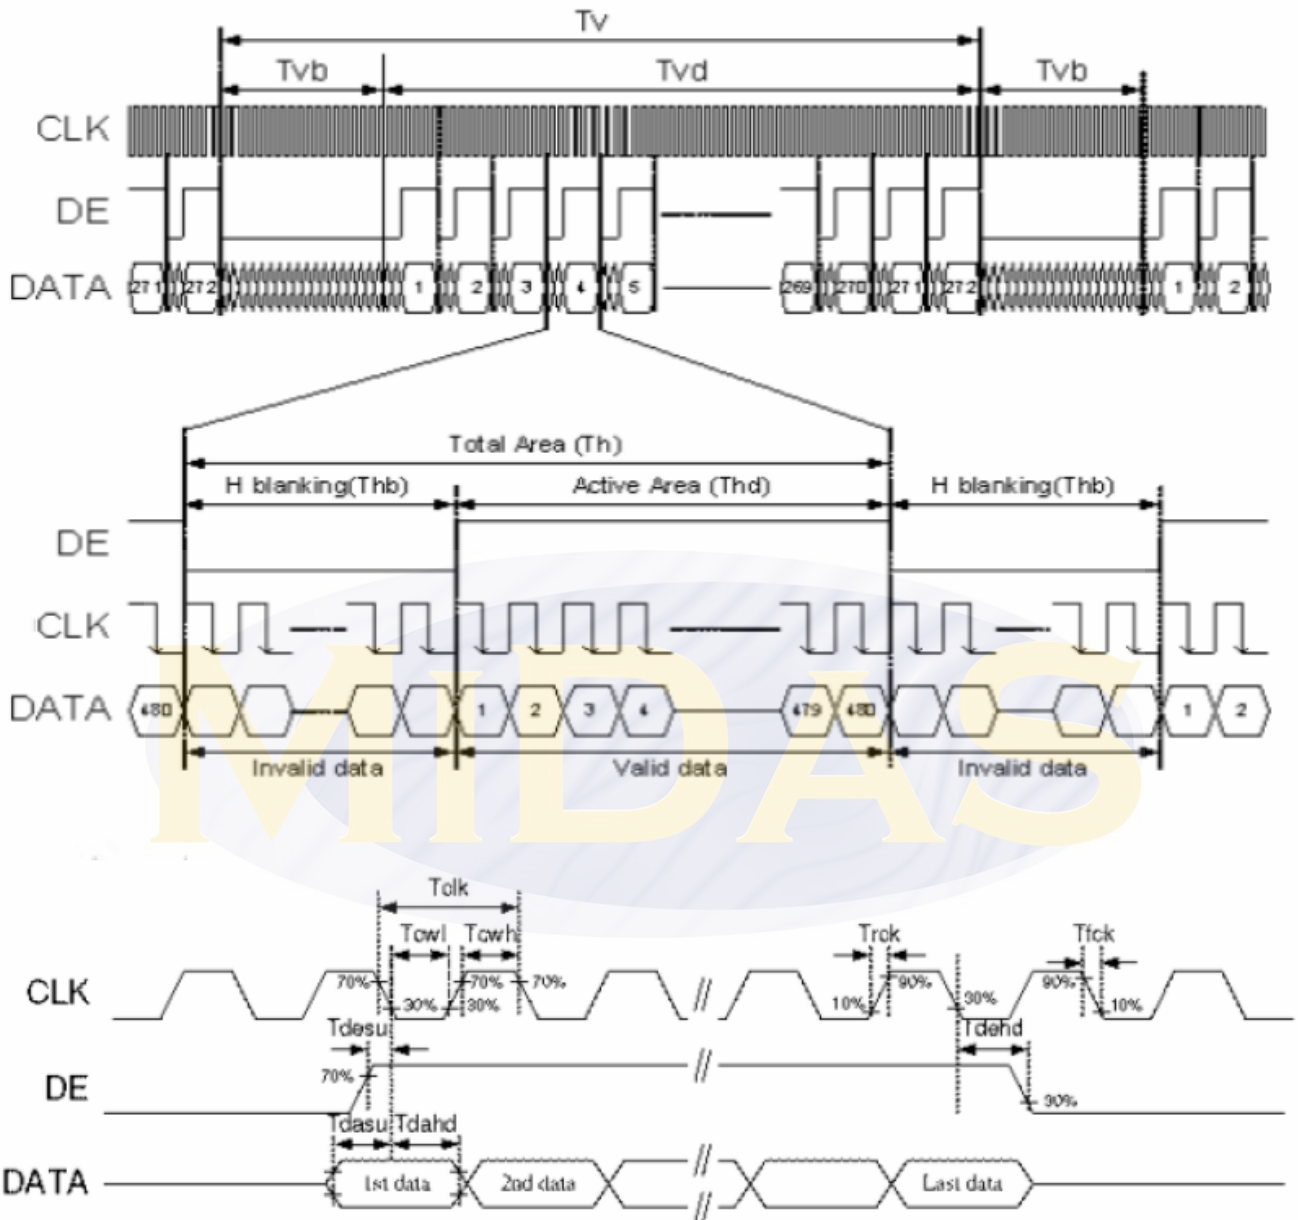 Tv
Tvb Tvd Tvb
CLK
DE
DATA 271 272 1 2 3 4 5 269 270 271 272 1 2
Total Area (Th)
H blanking(Thb) Active Area (Thd) H blanking(Thb)
DE
CLK
DATA 480 1 2 3 4 479 480 1 2
Invalid data Valid data Invalid data
MIDAS
Tclk
Tcwl Tcwh Trck Tfck
70% 70% 70% 90% 90%
CLK 30% 30% 10% 30% 10%
Tdesu Tdehd
70%
DE 30%
Tdasu Tdahd
DATA 1st data 2nd data Last data